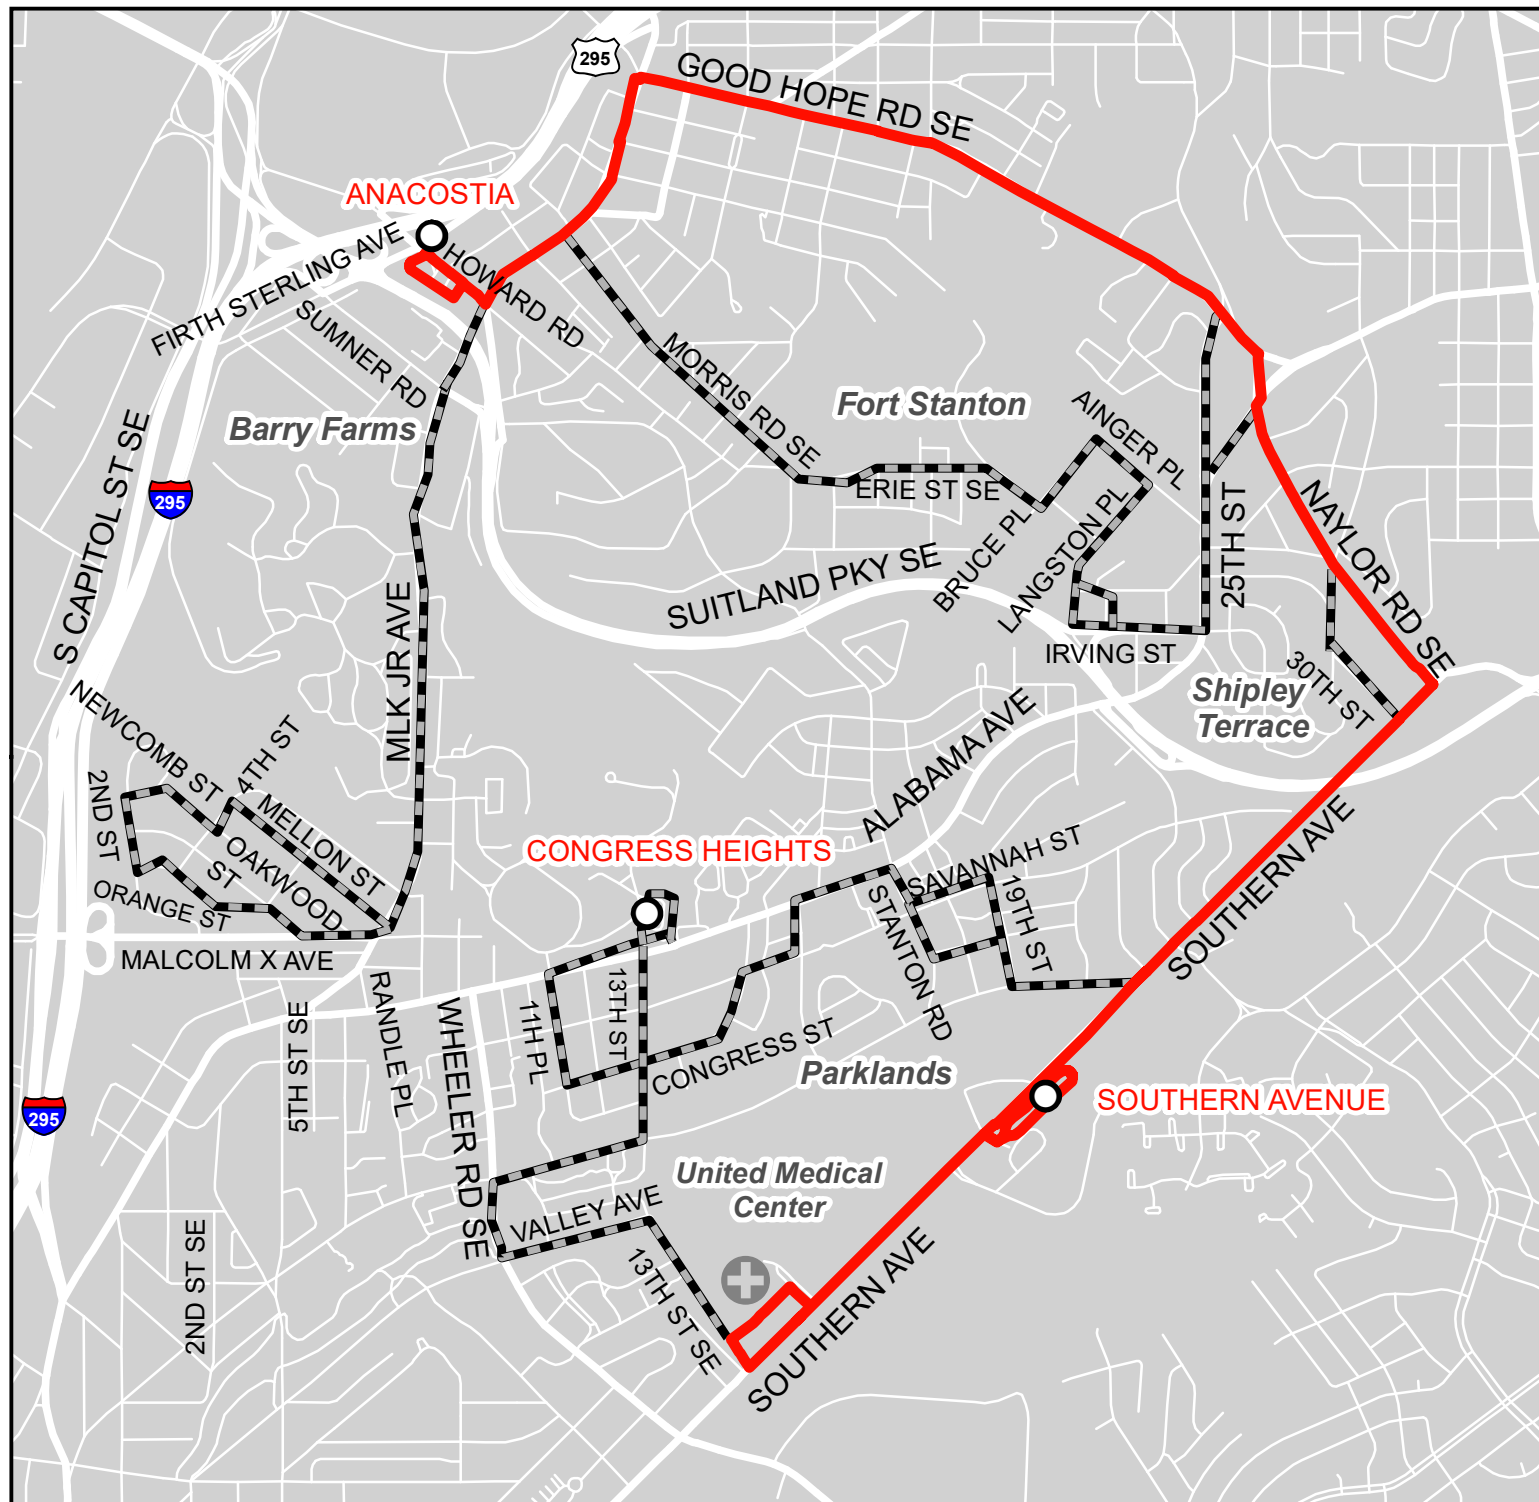 295
GOOD HOPE RD SE
ANACOSTIA
FIRTH STERLING AVE
HOWARD RD
SUMNER RD
MORRIS RD SE
Fort Stanton
AINGER PL
Barry Farms
S CAPITOL ST SE
295
ERIE ST SE
LANGSTON PL
BRUCE PL
25TH ST
NAYLOR RD SE
SUITLAND PKY SE
IRVING ST
30TH ST
Shipley
Terrace
MLK JR AVE
NEWCOMB ST
4TH ST
2ND ST
MELLON ST
OAKWOOD
ST
ORANGE ST
MALCOLM X AVE
ALABAMA AVE
CONGRESS HEIGHTS
SAVANNAH ST
STANTON RD
19TH ST
SOUTHERN AVE
5TH ST SE
RANDLE PL
WHEELER RD SE
11H PL
13TH ST
CONGRESS ST
Parklands
SOUTHERN AVENUE
295
United Medical
Center
VALLEY AVE
13TH ST SE
SOUTHERN AVE
2ND ST SE